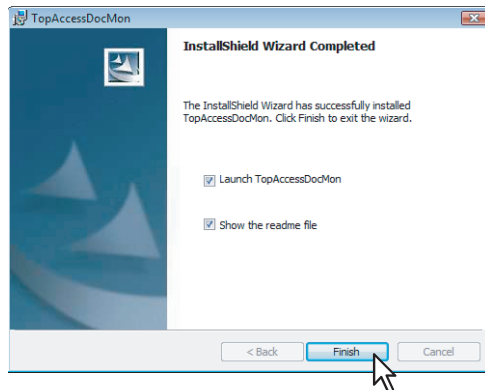 TopAccessDocMon
InstallShield Wizard Completed
The InstallShield Wizard has successfully installed
TopAccessDocMon. Click Finish to exit the wizard.
Launch TopAccessDocMon
Show the readme file
< Back Finish Cancel